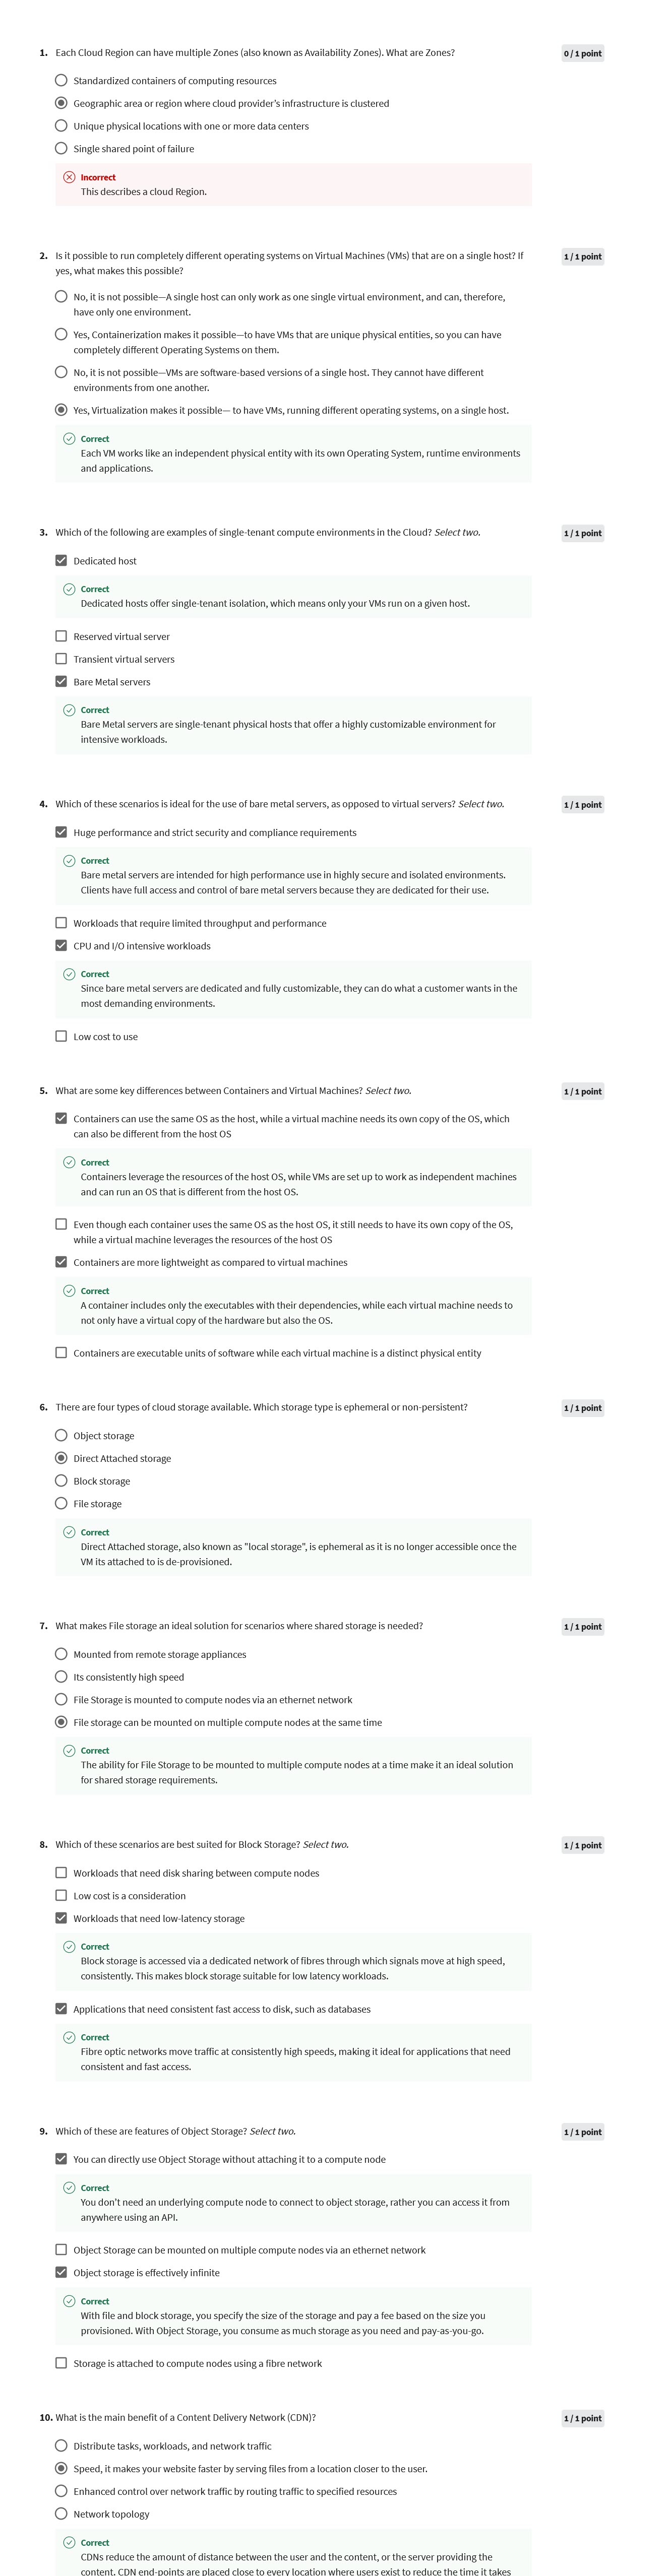 1. Each Cloud Region can have multiple Zones (also known as Availability Zones). What are Zones?
0 / 1 point
Standardized containers of computing resources
Geographic area or region where cloud provider's infrastructure is clustered
Unique physical locations with one or more data centers
Single shared point of failure
Incorrect
This describes a cloud Region.
2. Is it possible to run completely different operating systems on Virtual Machines (VMs) that are on a single host? If
yes, what makes this possible?
1 / 1 point
No, it is not possible—A single host can only work as one single virtual environment, and can, therefore,
have only one environment.
Yes, Containerization makes it possible—to have VMs that are unique physical entities, so you can have
completely different Operating Systems on them.
No, it is not possible—VMs are software-based versions of a single host. They cannot have different
environments from one another.
Yes, Virtualization makes it possible— to have VMs, running different operating systems, on a single host.
Correct
Each VM works like an independent physical entity with its own Operating System, runtime environments
and applications.
3. Which of the following are examples of single-tenant compute environments in the Cloud? Select two.
1 / 1 point
Dedicated host
Correct
Dedicated hosts offer single-tenant isolation, which means only your VMs run on a given host.
Reserved virtual server
Transient virtual servers
Bare Metal servers
Correct
Bare Metal servers are single-tenant physical hosts that offer a highly customizable environment for
intensive workloads.
4. Which of these scenarios is ideal for the use of bare metal servers, as opposed to virtual servers? Select two.
1 / 1 point
Huge performance and strict security and compliance requirements
Correct
Bare metal servers are intended for high performance use in highly secure and isolated environments.
Clients have full access and control of bare metal servers because they are dedicated for their use.
Workloads that require limited throughput and performance
CPU and I/O intensive workloads
Correct
Since bare metal servers are dedicated and fully customizable, they can do what a customer wants in the
most demanding environments.
Low cost to use
5. What are some key differences between Containers and Virtual Machines? Select two.
1 / 1 point
Containers can use the same OS as the host, while a virtual machine needs its own copy of the OS, which
can also be different from the host OS
Correct
Containers leverage the resources of the host OS, while VMs are set up to work as independent machines
and can run an OS that is different from the host OS.
Even though each container uses the same OS as the host OS, it still needs to have its own copy of the OS,
while a virtual machine leverages the resources of the host OS
Containers are more lightweight as compared to virtual machines
Correct
A container includes only the executables with their dependencies, while each virtual machine needs to
not only have a virtual copy of the hardware but also the OS.
Containers are executable units of software while each virtual machine is a distinct physical entity
6. There are four types of cloud storage available. Which storage type is ephemeral or non-persistent?
1 / 1 point
Object storage
Direct Attached storage
Block storage
File storage
Correct
Direct Attached storage, also known as "local storage", is ephemeral as it is no longer accessible once the
VM its attached to is de-provisioned.
7. What makes File storage an ideal solution for scenarios where shared storage is needed?
1 / 1 point
Mounted from remote storage appliances
Its consistently high speed
File Storage is mounted to compute nodes via an ethernet network
File storage can be mounted on multiple compute nodes at the same time
Correct
The ability for File Storage to be mounted to multiple compute nodes at a time make it an ideal solution
for shared storage requirements.
8. Which of these scenarios are best suited for Block Storage? Select two.
1 / 1 point
Workloads that need disk sharing between compute nodes
Low cost is a consideration
Workloads that need low-latency storage
Correct
Block storage is accessed via a dedicated network of fibres through which signals move at high speed,
consistently. This makes block storage suitable for low latency workloads.
Applications that need consistent fast access to disk, such as databases
Correct
Fibre optic networks move traffic at consistently high speeds, making it ideal for applications that need
consistent and fast access.
9. Which of these are features of Object Storage? Select two.
1 / 1 point
You can directly use Object Storage without attaching it to a compute node
Correct
You don't need an underlying compute node to connect to object storage, rather you can access it from
anywhere using an API.
Object Storage can be mounted on multiple compute nodes via an ethernet network
Object storage is effectively infinite
Correct
With file and block storage, you specify the size of the storage and pay a fee based on the size you
provisioned. With Object Storage, you consume as much storage as you need and pay-as-you-go.
Storage is attached to compute nodes using a fibre network
10. What is the main benefit of a Content Delivery Network (CDN)?
1 / 1 point
Distribute tasks, workloads, and network traffic
Speed, it makes your website faster by serving files from a location closer to the user.
Enhanced control over network traffic by routing traffic to specified resources
Network topology
Correct
CDNs reduce the amount of distance between the user and the content, or the server providing the
content. CDN end-points are placed close to every location where users exist to reduce the time it takes